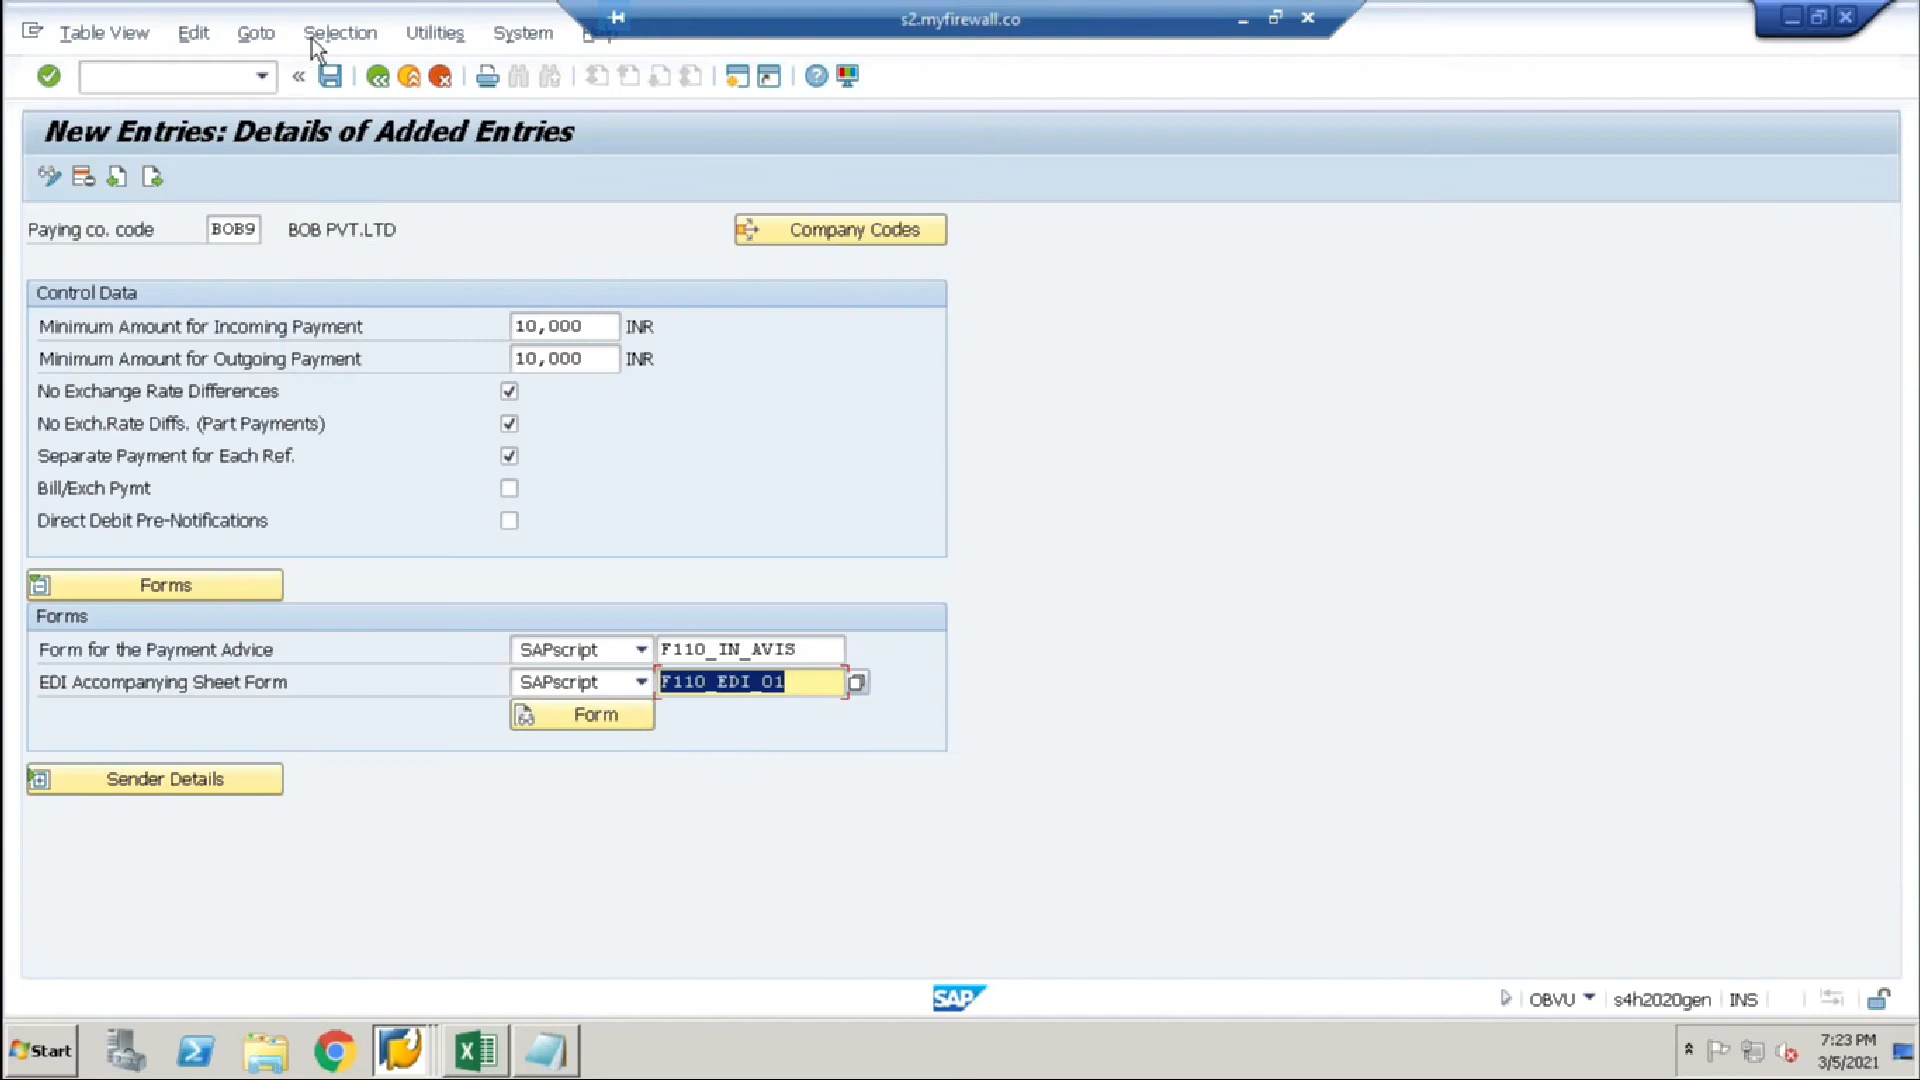 s2.myfirewall.co
Table View Edit Goto Selection Utilities System
New Entries: Details of Added Entries
Paying co. code BOB9 BOB PVT.LTD Company Codes
Control Data
Minimum Amount for Incoming Payment 10,000 INR
Minimum Amount for Outgoing Payment 10,000 INR
No Exchange Rate Differences
No Exch.Rate Diffs. (Part Payments)
Separate Payment for Each Ref.
Bill/Exch Pymt
Direct Debit Pre-Notifications
Forms
Forms
Form for the Payment Advice SAPscript F110_IN_AVIS
EDI Accompanying Sheet Form SAPscript F110_EDI_01
Form
Sender Details
SAP
OBVU s4h2020gen INS
Start
7:23 PM
3/5/2021